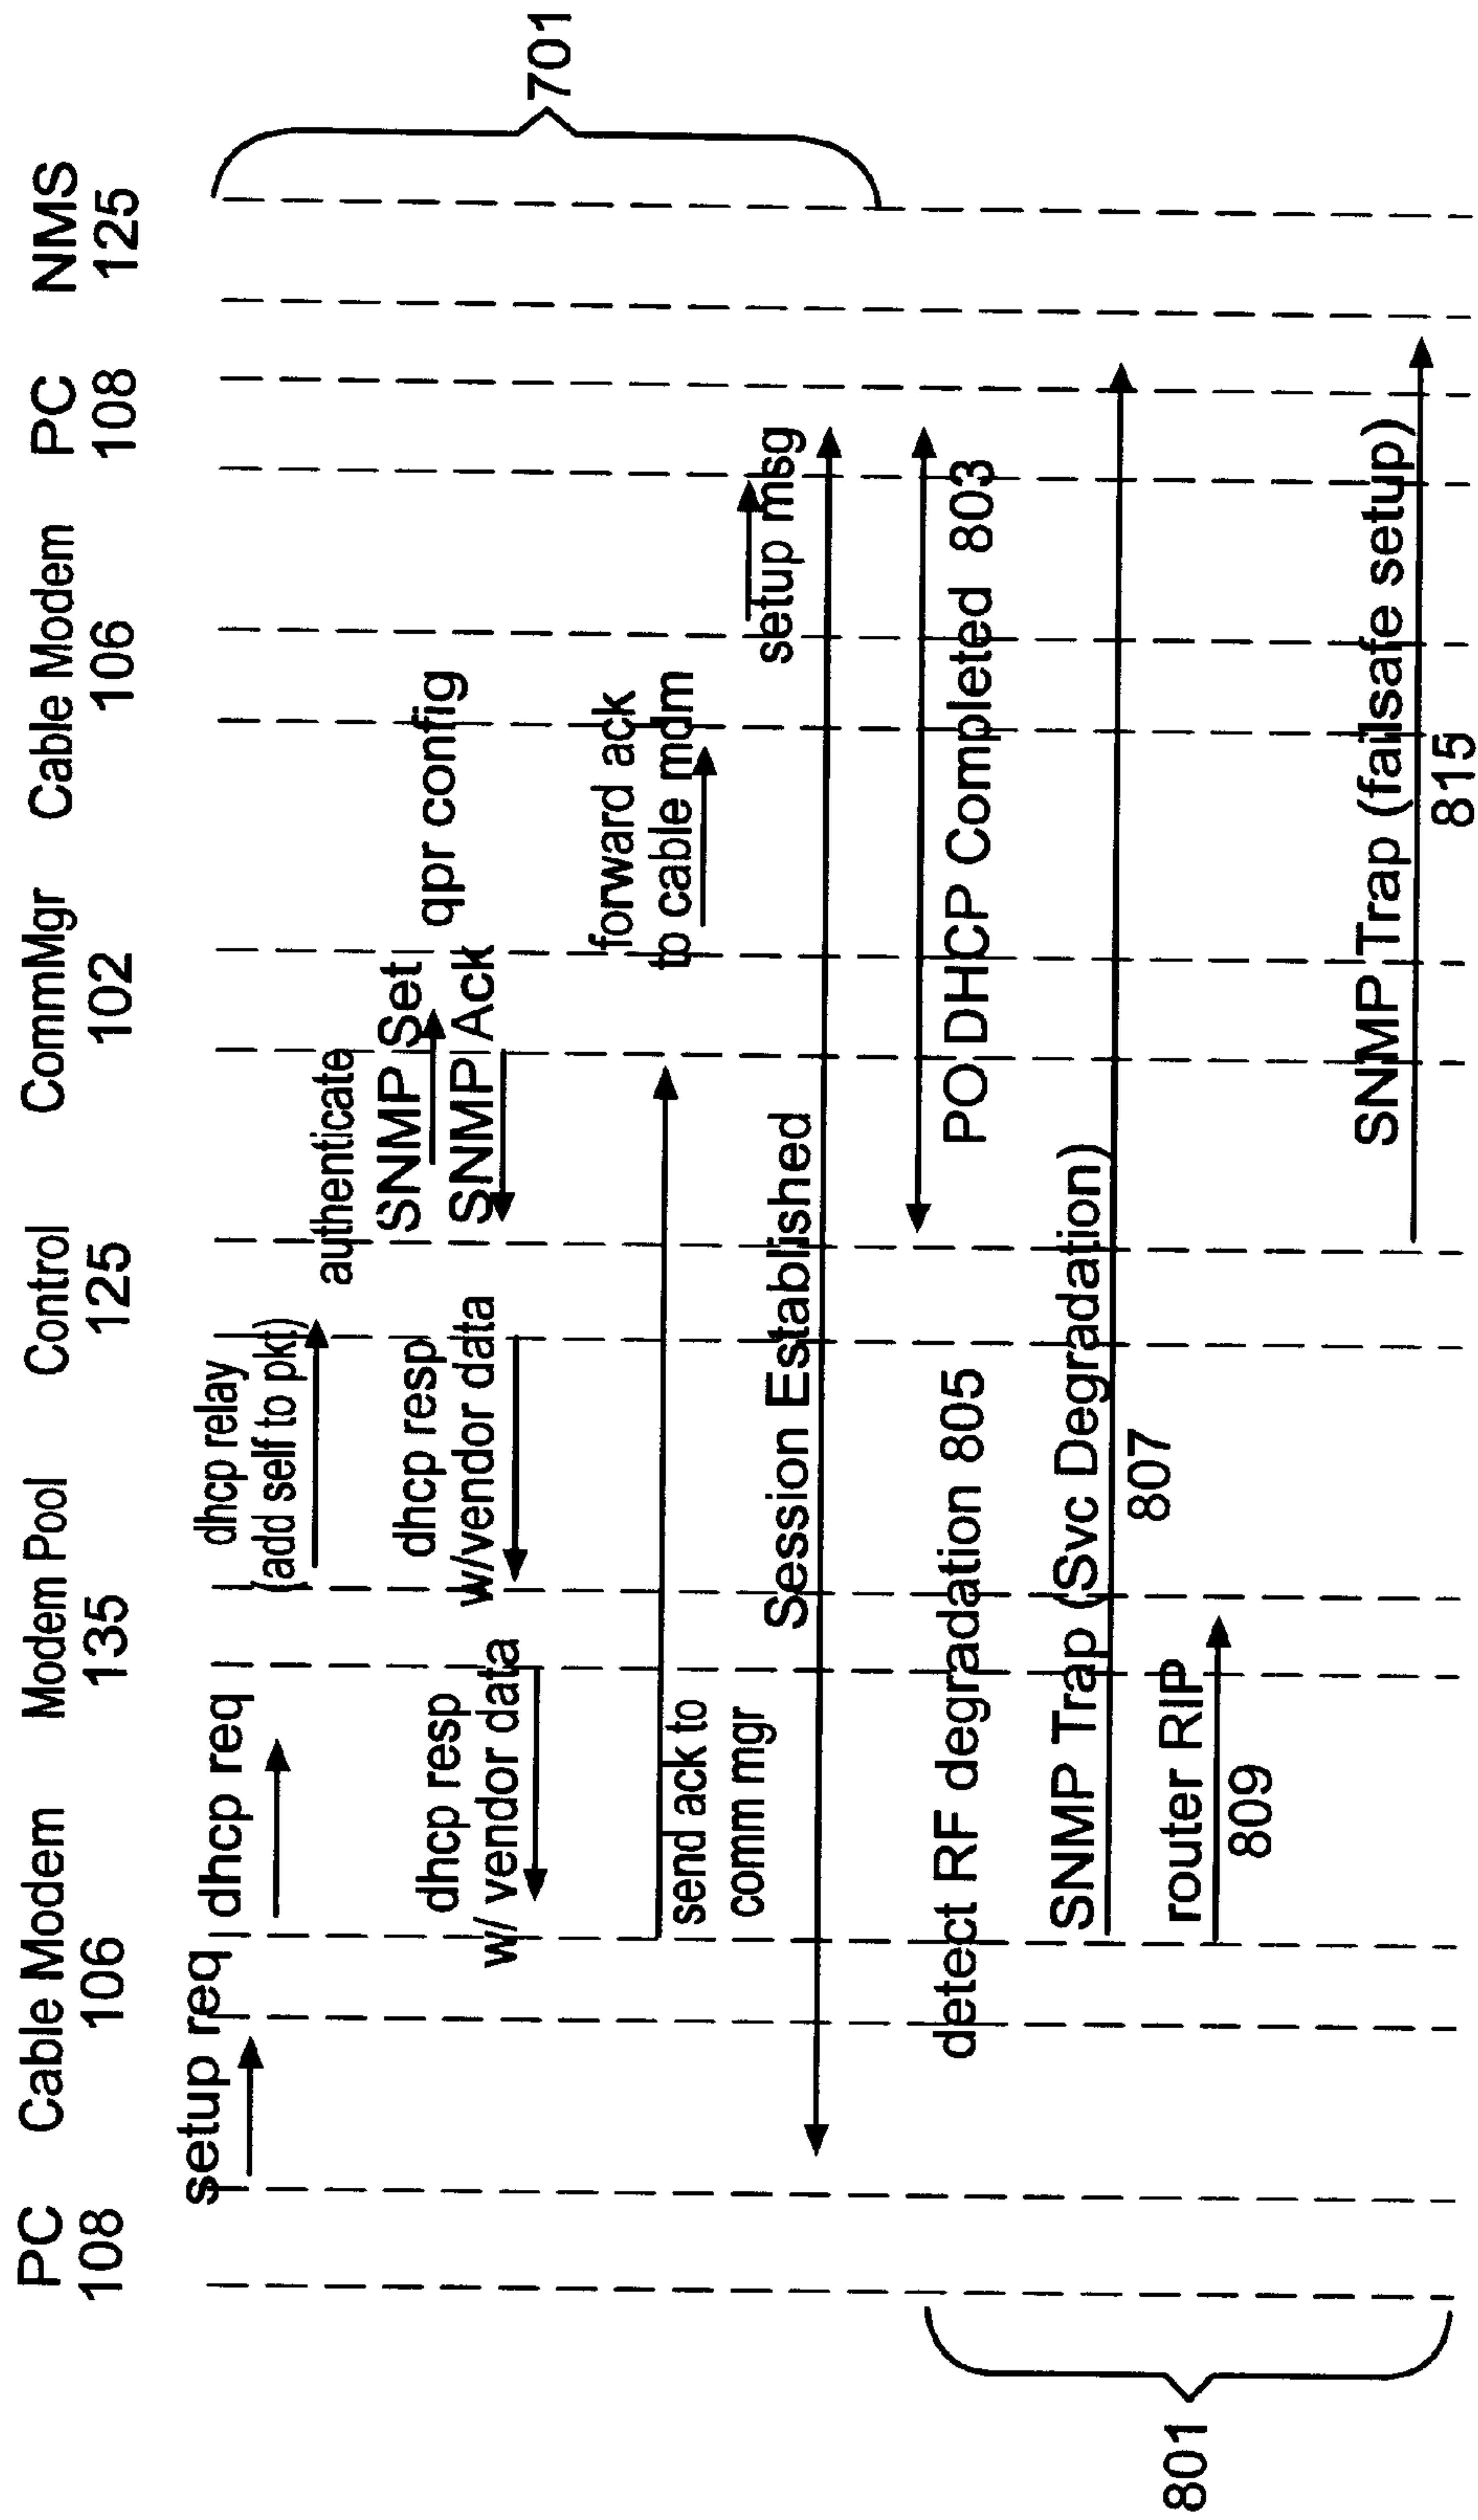 PC Cable Modem Modem Pool Control CommMgr Cable Modem PC NMS
108 106 135 125 102 106 108 125
701
setup req
dhcp req
dhcp relay
(add self to pkt)
authenticate
SNMP Set
SNMP Ack
qpr config
dhcp resp
w/vendor data
dhcp resp
w/ vendor data
forward ack
to cable mdm
send ack to
comm mgr
setup msg
Session Established
PO DHCP Completed 803
detect RF degradation 805
SNMP Trap (Svc Degradation)
807
router RIP
809
SNMP Trap (failsafe setup)
815
801